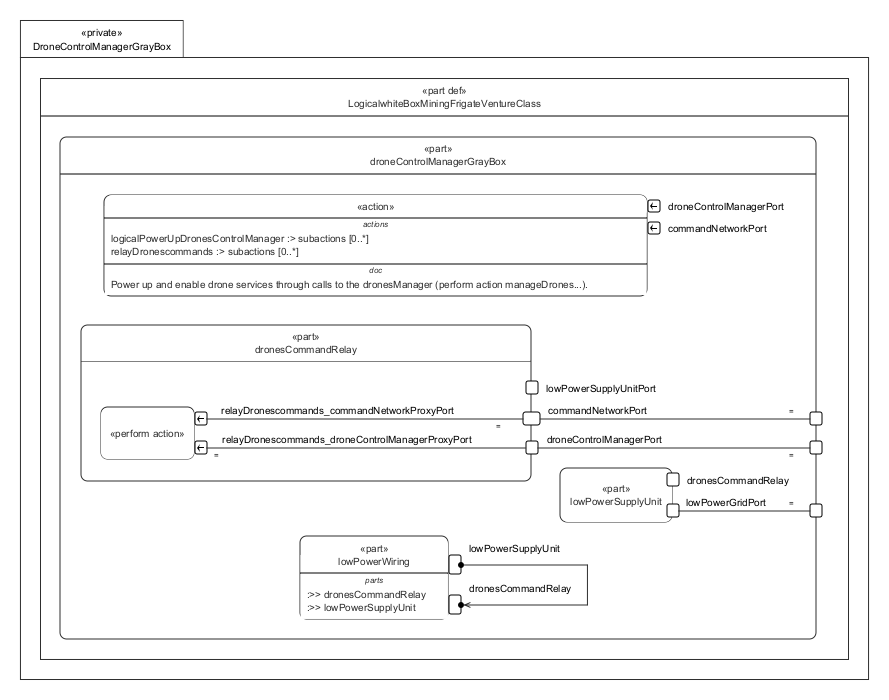 «private»
DroneControlManagerGrayBox
«part def»
LogicalwhiteBoxMiningFrigateVentureClass
«part»
droneControlManagerGrayBox
«action»
actions
logicalPowerUpDronesControlManager :> subactions [0..*]
relayDronescommands :> subactions [0..*]
doc
Power up and enable drone services through calls to the dronesManager (perform action manageDrones...).
droneControlManagerPort
commandNetworkPort
«part»
dronesCommandRelay
lowPowerSupplyUnitPort
relayDronescommands_commandNetworkProxyPort
=
commandNetworkPort
=
«perform action»
relayDronescommands_droneControlManagerProxyPort
=
droneControlManagerPort
=
«part»
lowPowerSupplyUnit
dronesCommandRelay
lowPowerGridPort
=
«part»
lowPowerWiring
parts
:>> dronesCommandRelay
:>> lowPowerSupplyUnit
lowPowerSupplyUnit
dronesCommandRelay